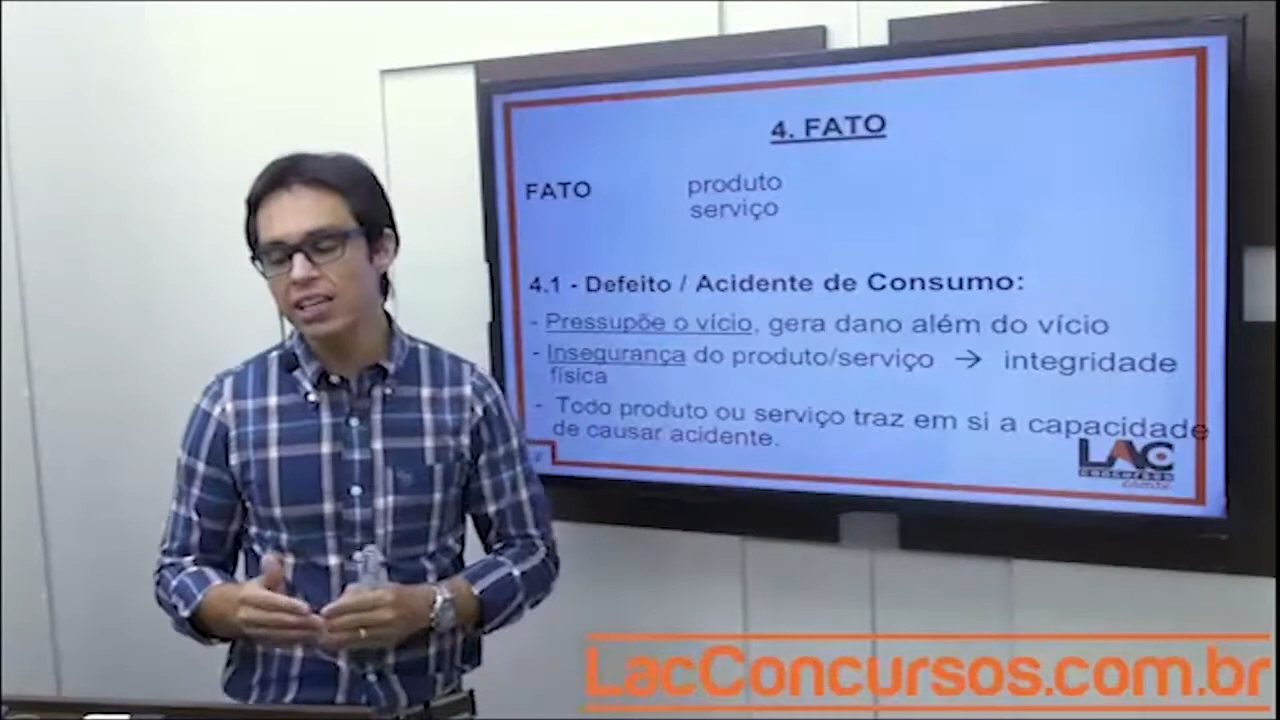 4. FATO
FATO
produto
serviço
4.1 - Defeito / Acidente de Consumo:
- Pressupõe o vício, gera dano além do vício
- Insegurança do produto/serviço → integridade
física
- Todo produto ou serviço traz em si a capacidade
de causar acidente.
LAC
concursos
LacConcursos.com.br